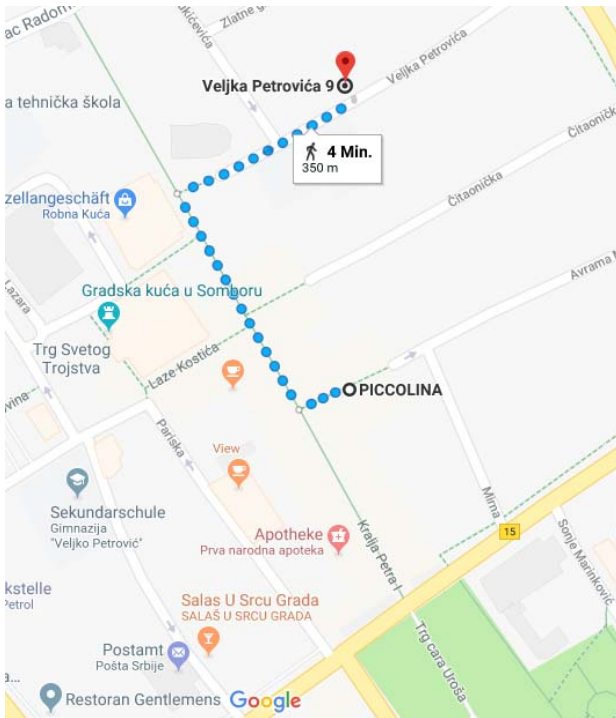 Zlatne g
ac Radom
ukićevića
Veljka Petrovića 9
Veljka Petrovića
a tehnička škola
4 Min.
350 m
Čitaonička
zellangeschäft
Robna Kuća
Čitaonička
Lazara
Gradska kuća u Somboru
Avrama M
Trg Svetog
Trojstva
Laze Kostića
PICCOLINA
ovina
Pariska
View
Mirna
Sekundarschule
Gimnazija
"Veljko Petrović"
Apotheke
Prva narodna apoteka
Kralja Petra I
15
Sonje Marinković
kstelle
Petrol
Salas U Srcu Grada
SALAŠ U SRCU GRADA
Trg cara Uroša
Postamt
Pošta Srbije
Restoran Gentlemens
Google